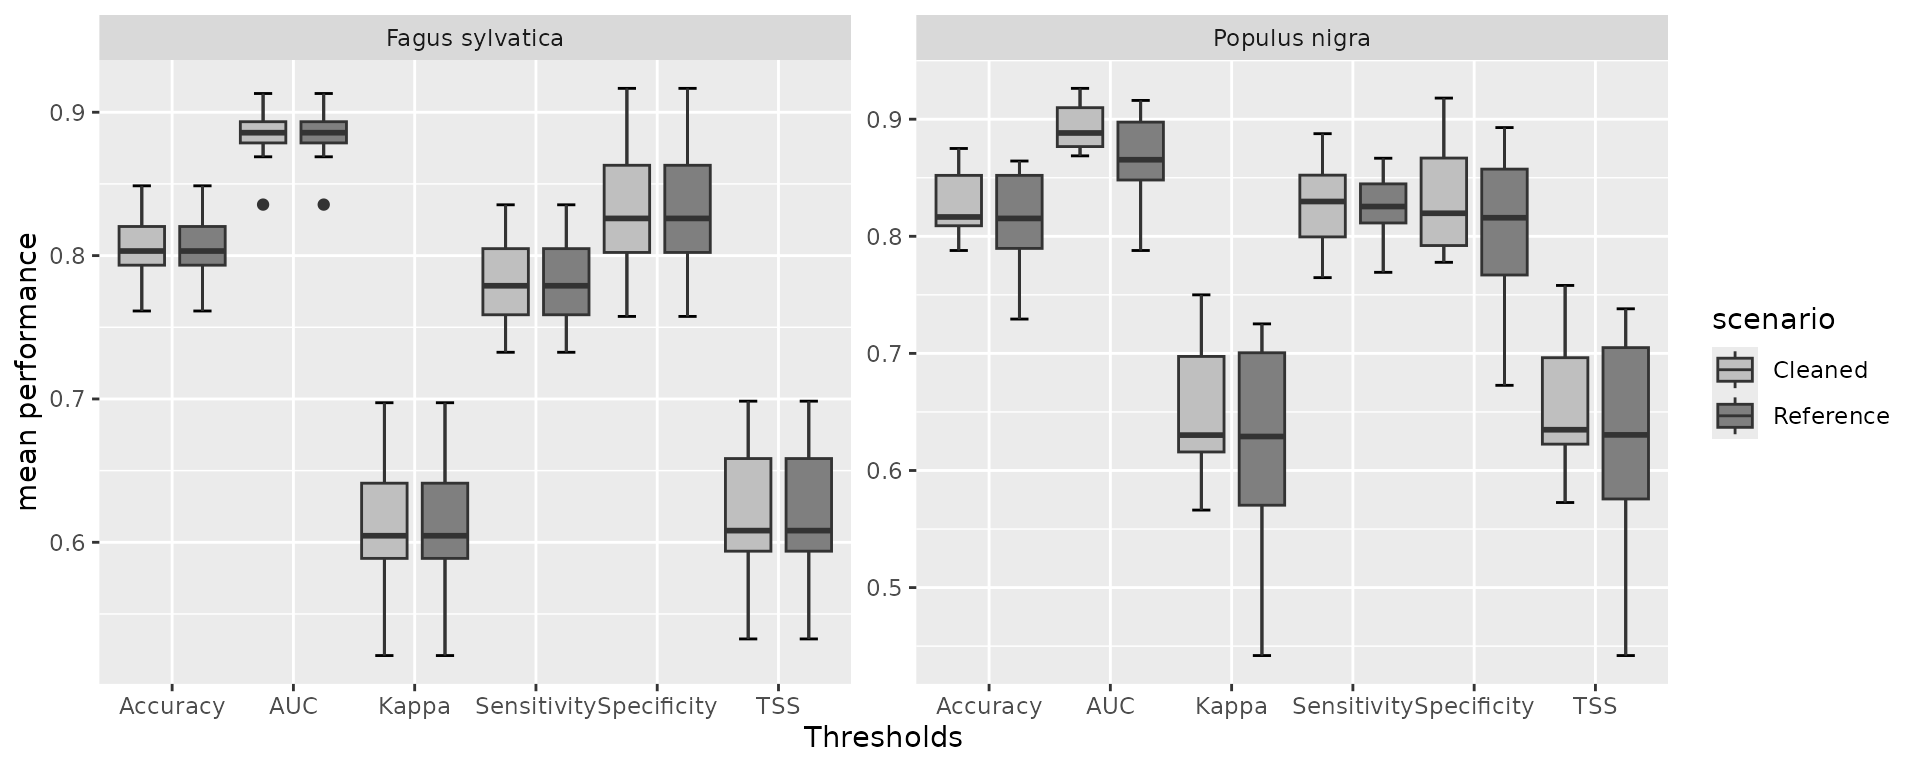 Fagus sylvatica
Populus nigra
mean performance
0.9
0.8
0.7
0.6
0.9
0.8
0.7
0.6
0.5
Accuracy AUC Kappa Sensitivity Specificity TSS
Accuracy AUC Kappa Sensitivity Specificity TSS
Thresholds
scenario
Cleaned
Reference